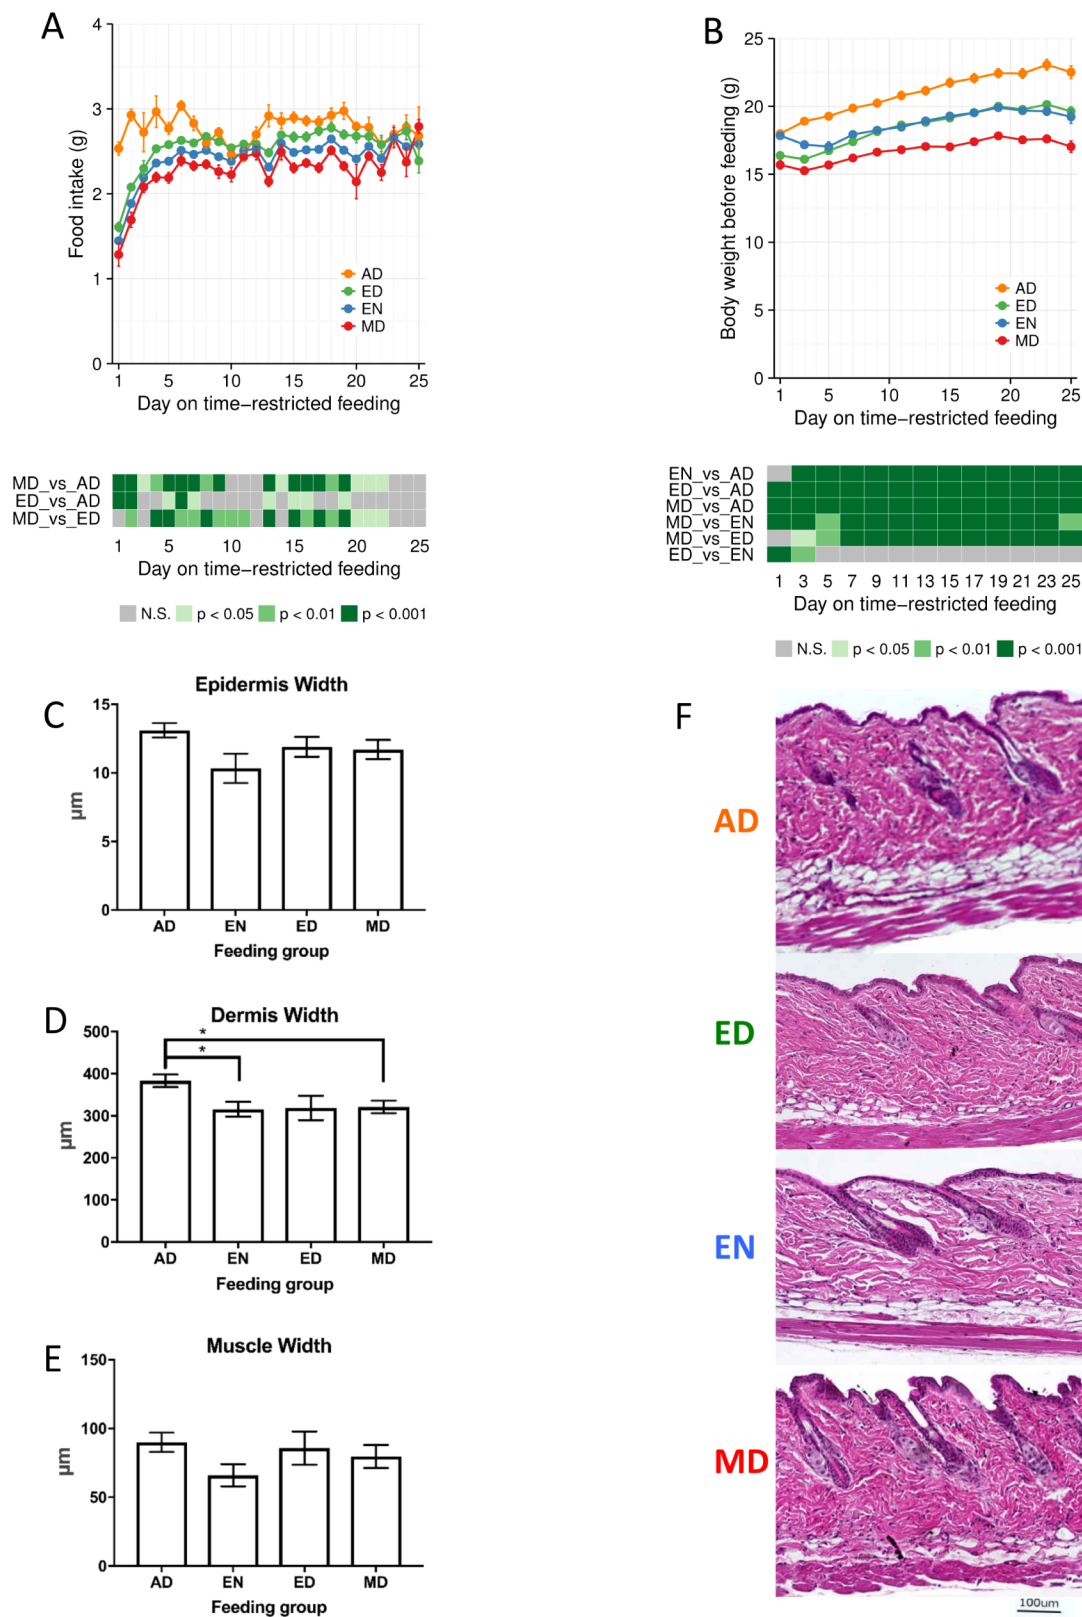 A
Food intake (g)
4
3
2
1
0
AD
ED
EN
MD
1 5 10 15 20 25
Day on time-restricted feeding
MD_vs_AD
ED_vs_AD
MD_vs_ED
1 5 10 15 20 25
Day on time-restricted feeding
N.S. p < 0.05 p < 0.01 p < 0.001
B
Body weight before feeding (g)
25
20
15
10
5
0
AD
ED
EN
MD
1 5 10 15 20 25
Day on time-restricted feeding
EN_vs_AD
ED_vs_AD
MD_vs_AD
MD_vs_EN
MD_vs_ED
ED_vs_EN
1 3 5 7 9 11 13 15 17 19 21 23 25
Day on time-restricted feeding
N.S. p < 0.05 p < 0.01 p < 0.001
C
Epidermis Width
µm
15
10
5
0
AD EN ED MD
Feeding group
D
Dermis Width
µm
500
400
300
200
100
0
*
*
AD EN ED MD
Feeding group
E
Muscle Width
µm
150
100
50
0
AD EN ED MD
Feeding group
F
AD
ED
EN
MD
100um